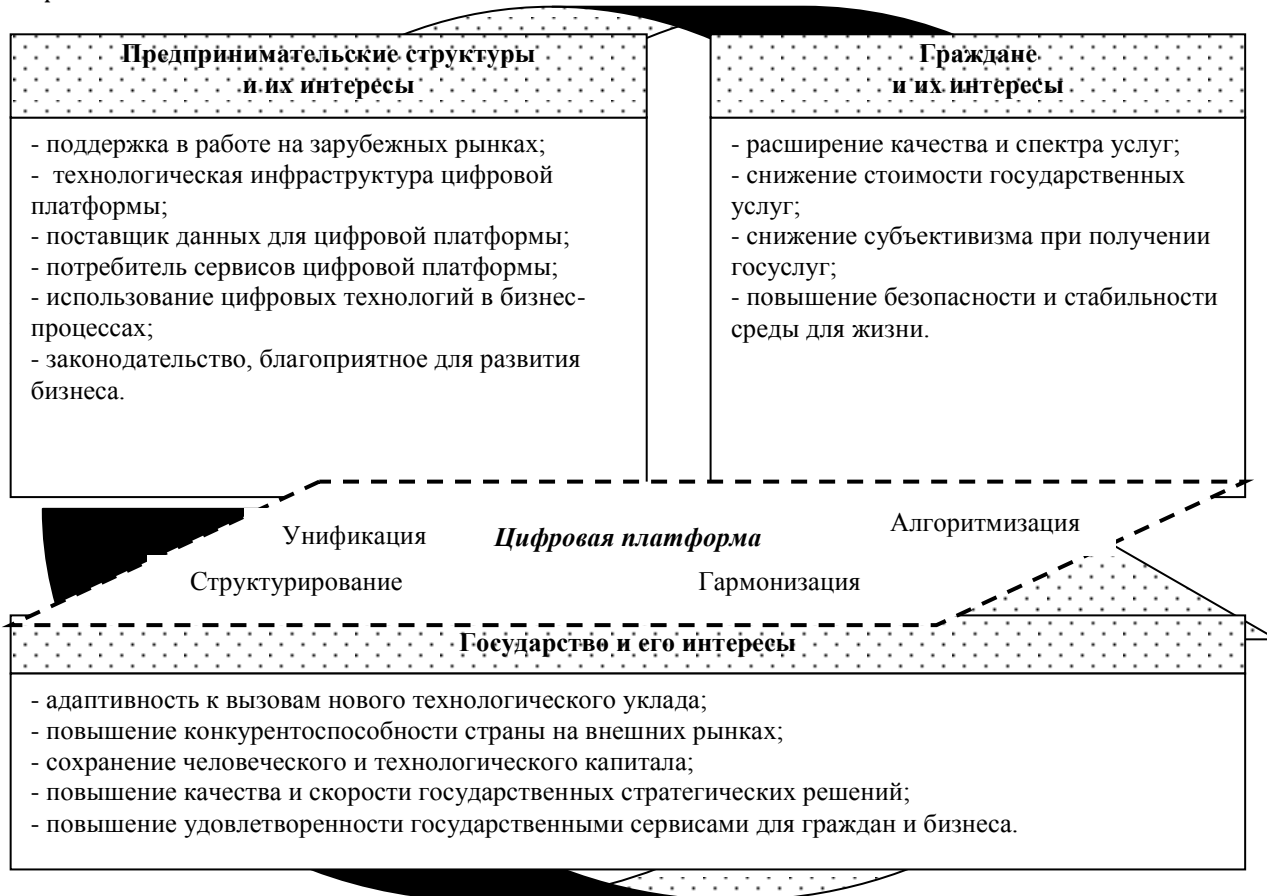 Предпринимательские структуры
и их интересы
- поддержка в работе на зарубежных рынках;
- технологическая инфраструктура цифровой
платформы;
- поставщик данных для цифровой платформы;
- потребитель сервисов цифровой платформы;
- использование цифровых технологий в бизнес-
процессах;
- законодательство, благоприятное для развития
бизнеса.
Граждане
и их интересы
- расширение качества и спектра услуг;
- снижение стоимости государственных
услуг;
- снижение субъективизма при получении
госуслуг;
- повышение безопасности и стабильности
среды для жизни.
Унификация
Цифровая платформа
Алгоритмизация
Структурирование
Гармонизация
Государство и его интересы
- адаптивность к вызовам нового технологического уклада;
- повышение конкурентоспособности страны на внешних рынках;
- сохранение человеческого и технологического капитала;
- повышение качества и скорости государственных стратегических решений;
- повышение удовлетворенности государственными сервисами для граждан и бизнеса.